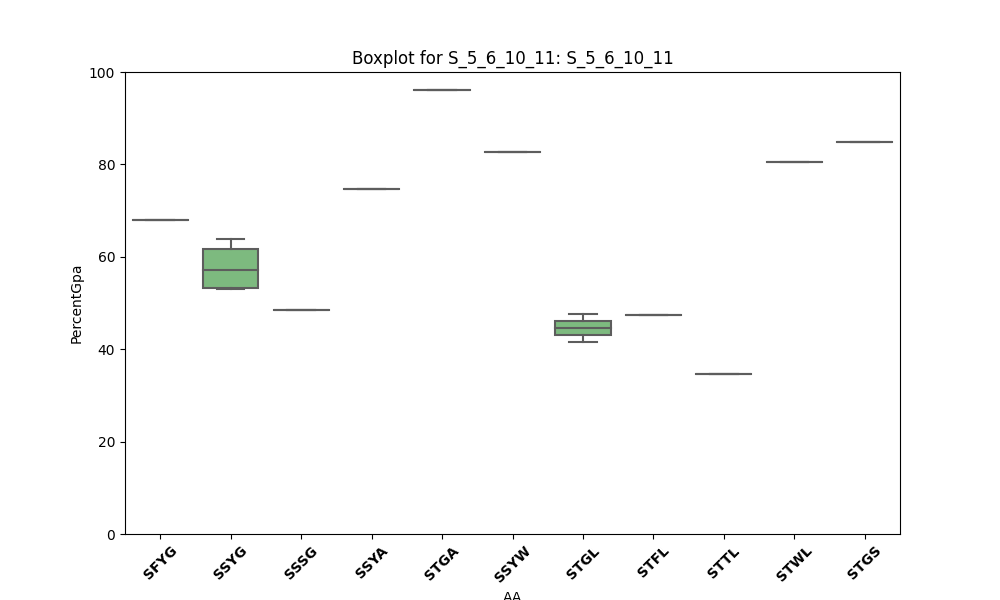 Boxplot for S_5_6_10_11: S_5_6_10_11
100
80
60
40
20
0
PercentGpa
SFYG SSYG SSSG SSYA STGA SSYW STGL STFL STTL STWL STGS
AA